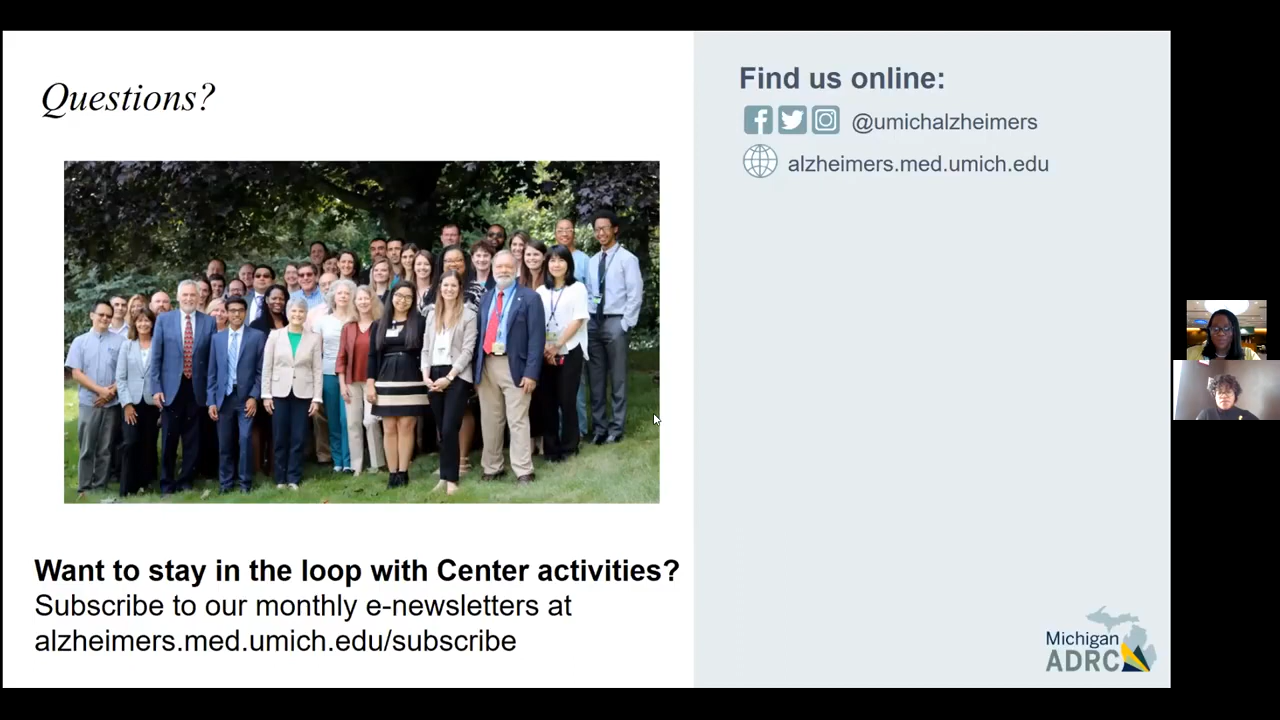 Questions?
Want to stay in the loop with Center activities?
Subscribe to our monthly e-newsletters at
alzheimers.med.umich.edu/subscribe
Find us online:
@umichalzheimers
alzheimers.med.umich.edu
Michigan
ADRC